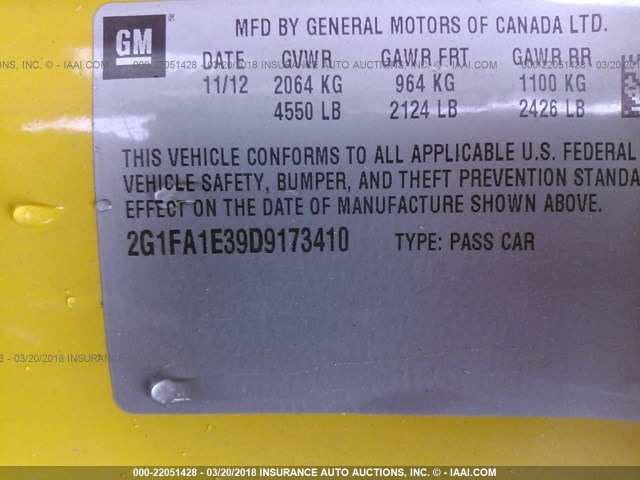 GM ®
MFD BY GENERAL MOTORS OF CANADA LTD.
DATE GVWR GAWR FRT GAWR RR
11/12 2064 KG 964 KG 1100 KG
4550 LB 2124 LB 2426 LB
THIS VEHICLE CONFORMS TO ALL APPLICABLE U.S. FEDERAL
VEHICLE SAFETY, BUMPER, AND THEFT PREVENTION STANDA
EFFECT ON THE DATE OF MANUFACTURE SHOWN ABOVE.
2G1FA1E39D9173410 TYPE: PASS CAR
000-22051428 - 03/20/2018 INSURANCE AUTO AUCTIONS, INC. - IAAI.COM